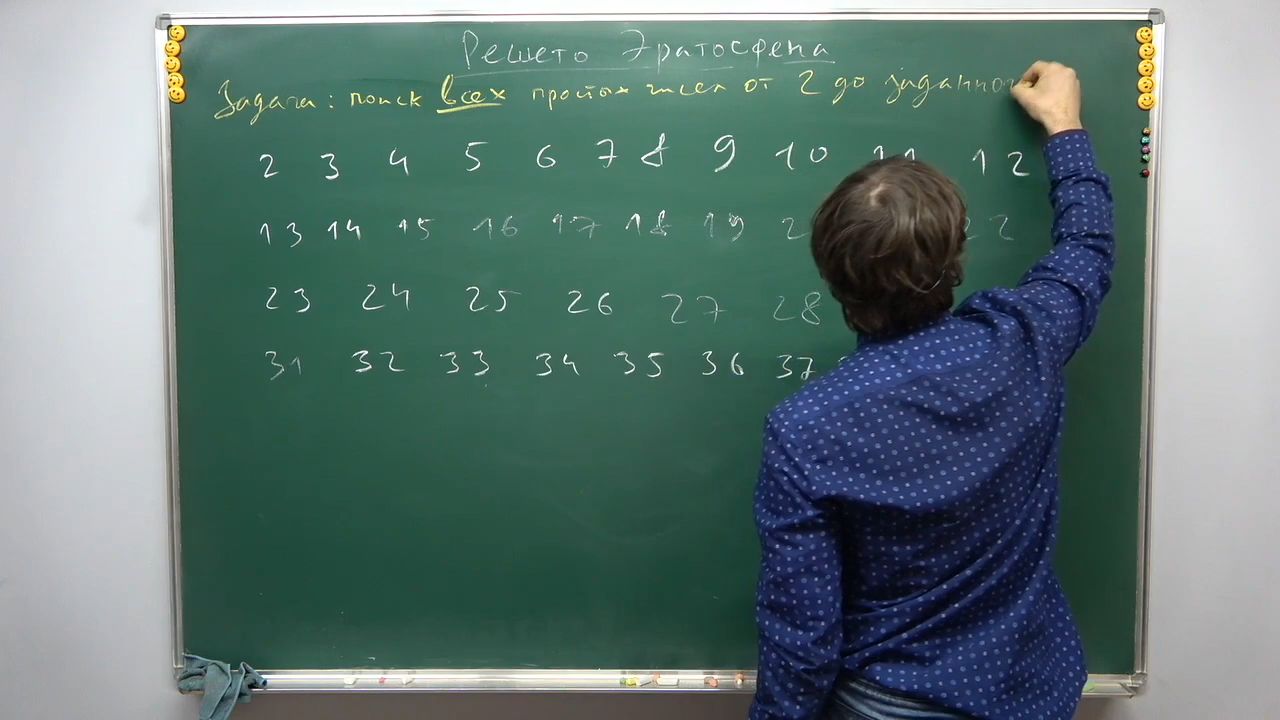 Решето Эратосфена
Задача: поиск всех простых чисел от 2 до заданного
2 3 4 5 6 7 8 9 10 11 12
13 14 15 16 17 18 19 22
23 24 25 26 27 28
31 32 33 34 35 36 37